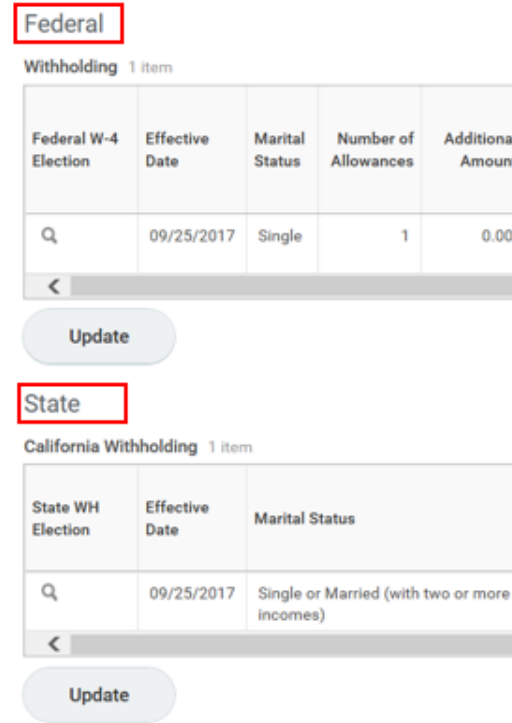 Federal
Withholding 1 item
Federal W-4 Election Effective Date Marital Status Number of Allowances Additiona Amoun
09/25/2017 Single 1 0.00
Update
State
California Withholding 1 item
State WH Election Effective Date Marital Status
09/25/2017 Single or Married (with two or more incomes)
Update